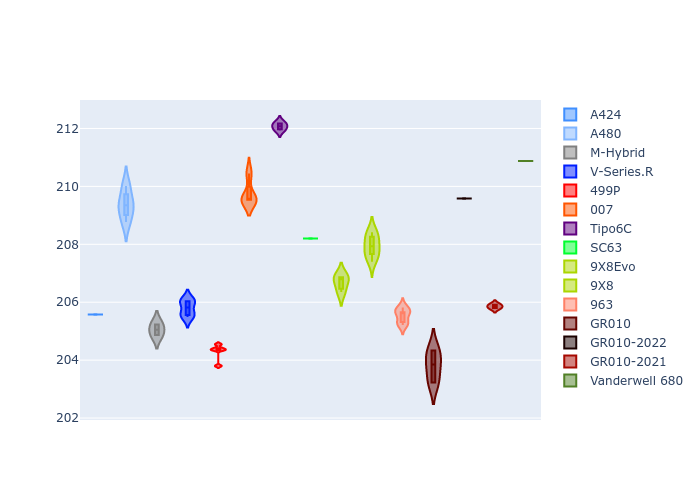 212
210
208
206
204
202
A424
A480
M-Hybrid
V-Series.R
499P
007
Tipo6C
SC63
9X8Evo
9X8
963
GR010
GR010-2022
GR010-2021
Vanderwell 680